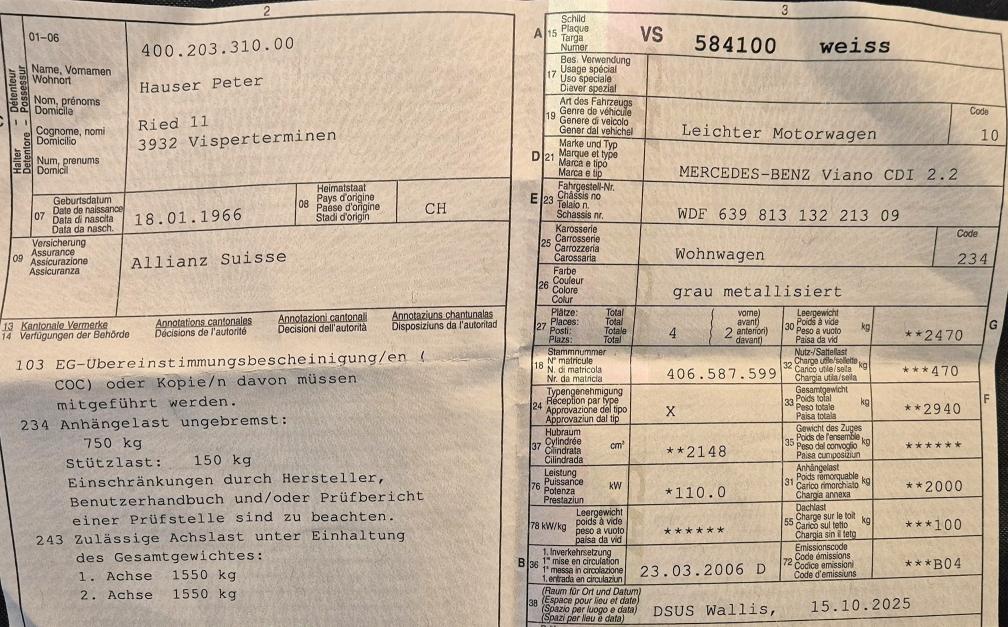 2
01-06
400.203.310.00
Halter - Détenteur
Detentore - Possessur
Name, Vornamen
Wohnort
Nom, prénoms
Domicile
Cognome, nomi
Domicilio
Num, prenums
Domicil
Hauser Peter
Ried 11
3932 Visperterminen
07
Geburtsdatum
Date de naissance
Data di nascita
Data da nasch.
18.01.1966
08
Heimatstaat
Pays d'origine
Paese d'origine
Stadi d'origin
CH
09
Versicherung
Assurance
Assicurazione
Assicuranza
Allianz Suisse
13 Kantonale Vermerke Annotations cantonales Annotazioni cantonali Annotaziuns chantunalas
14 Verfügungen der Behörde Décisions de l'autorité Decisioni dell'autorità Disposiziuns da l'autoritad
103 EG-Übereinstimmungsbescheinigung/en (
COC) oder Kopie/n davon müssen
mitgeführt werden.
234 Anhängelast ungebremst:
750 kg
Stützlast: 150 kg
Einschränkungen durch Hersteller,
Benutzerhandbuch und/oder Prüfbericht
einer Prüfstelle sind zu beachten.
243 Zulässige Achslast unter Einhaltung
des Gesamtgewichtes:
1. Achse 1550 kg
2. Achse 1550 kg
3
A 15
Schild
Plaque
Targa
Numer
VS 584100 weiss
17
Bes. Verwendung
Usage spécial
Uso speciale
Diever spezial
19
Art des Fahrzeugs
Genre de véhicule
Genere di veicolo
Gener dal vehichel
Leichter Motorwagen
Code
10
D 21
Marke und Typ
Marque et type
Marca e tipo
Marca e tip
MERCEDES-BENZ Viano CDI 2.2
E 23
Fahrgestell-Nr.
Châssis no
Telaio n.
Schassis nr.
WDF 639 813 132 213 09
25
Karosserie
Carrosserie
Carrozzeria
Carossaria
Wohnwagen
Code
234
26
Farbe
Couleur
Colore
Colur
grau metallisiert
27
Plätze: Total
Places: Total
Posti: Totale
Plazs: Total
4
(vorne)
avant)
2 anteriori)
davant)
G
30
Leergewicht
Poids à vide
Peso a vuoto
Paisa da vid
kg
**2470
18
Stammnummer
N° matricule
N. di matricola
Nr. da matricla
406.587.599
32
Nutz-/Sattellast
Charge utile/sellette
Carico utile/sella
Chargia utila/sella
kg
***470
24
Typengenehmigung
Réception par type
Approvazione del tipo
Approvaziun dal tip
X
F
33
Gesamtgewicht
Poids total
Peso totale
Paisa totala
kg
**2940
37
Hubraum
Cylindrée
Cilindrata
Cilindrada
cm³
**2148
35
Gewicht des Zuges
Poids de l'ensemble
Peso del convoglio
Paisa cumposiziun
kg
******
76
Leistung
Puissance
Potenza
Prestaziun
kW
*110.0
31
Anhängelast
Poids remorquable
Carico rimorchiato
Chargia annexa
kg
**2000
78 kW/kg
Leergewicht
poids à vide
peso a vuoto
paisa da vid
******
55
Dachlast
Charge sur le toit
Carico sul tetto
Chargia sin il tetg
kg
***100
B 36
1. Inverkehrsetzung
1re mise en circulation
1a messa in circolazione
1. entrada en circulaziun
23.03.2006 D
72
Emissionscode
Code émissions
Codice emissioni
Code d'emissiuns
***B04
38
(Raum für Ort und Datum)
(Espace pour lieu et date)
(Spazio per luogo e data)
(Spazi per lieu e data)
DSUS Wallis, 15.10.2025